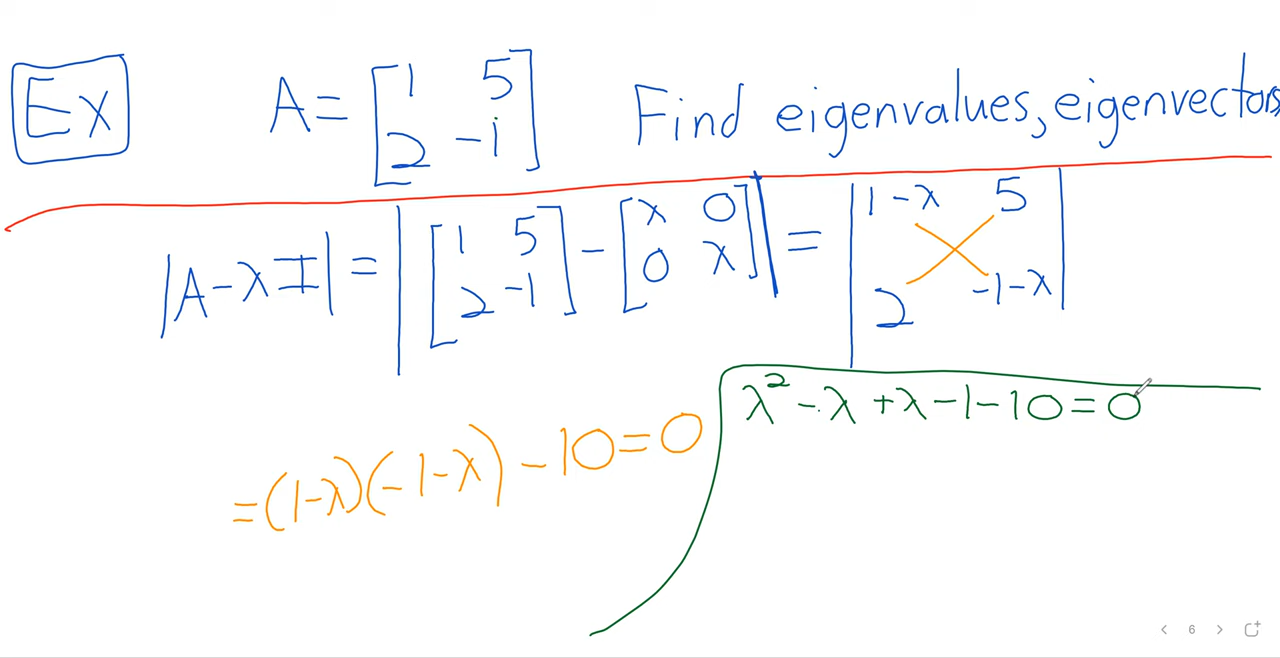 Ex A = [1 5; 2 -1] Find eigenvalues, eigenvectors
|A - λI| = |[1 5; 2 -1] - [λ 0; 0 λ]| = |1-λ 5; 2 -1-λ|
λ² - λ + λ - 1 - 10 = 0
= (1-λ)(-1-λ) - 10 = 0
6